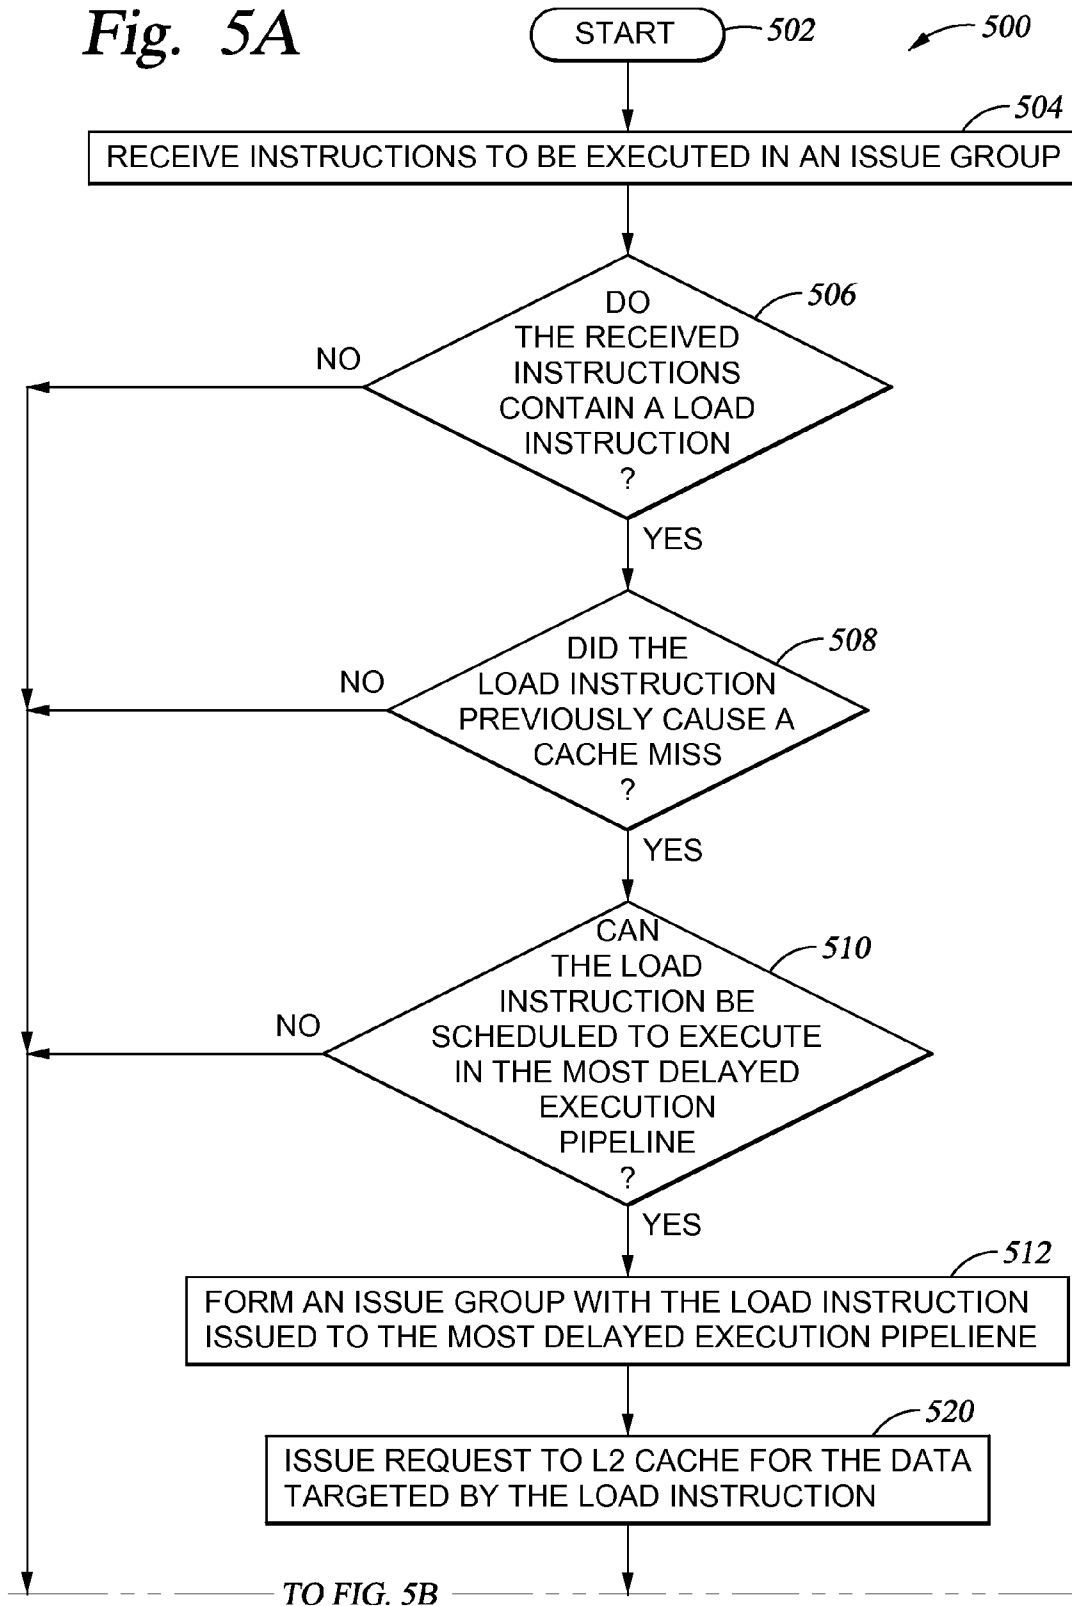 Fig. 5A
START
502
500
504
RECEIVE INSTRUCTIONS TO BE EXECUTED IN AN ISSUE GROUP
506
DO
THE RECEIVED
INSTRUCTIONS
CONTAIN A LOAD
INSTRUCTION
?
NO
YES
508
DID THE
LOAD INSTRUCTION
PREVIOUSLY CAUSE A
CACHE MISS
?
NO
YES
510
CAN
THE LOAD
INSTRUCTION BE
SCHEDULED TO EXECUTE
IN THE MOST DELAYED
EXECUTION
PIPELINE
?
NO
YES
512
FORM AN ISSUE GROUP WITH THE LOAD INSTRUCTION
ISSUED TO THE MOST DELAYED EXECUTION PIPELIENE
520
ISSUE REQUEST TO L2 CACHE FOR THE DATA
TARGETED BY THE LOAD INSTRUCTION
TO FIG. 5B